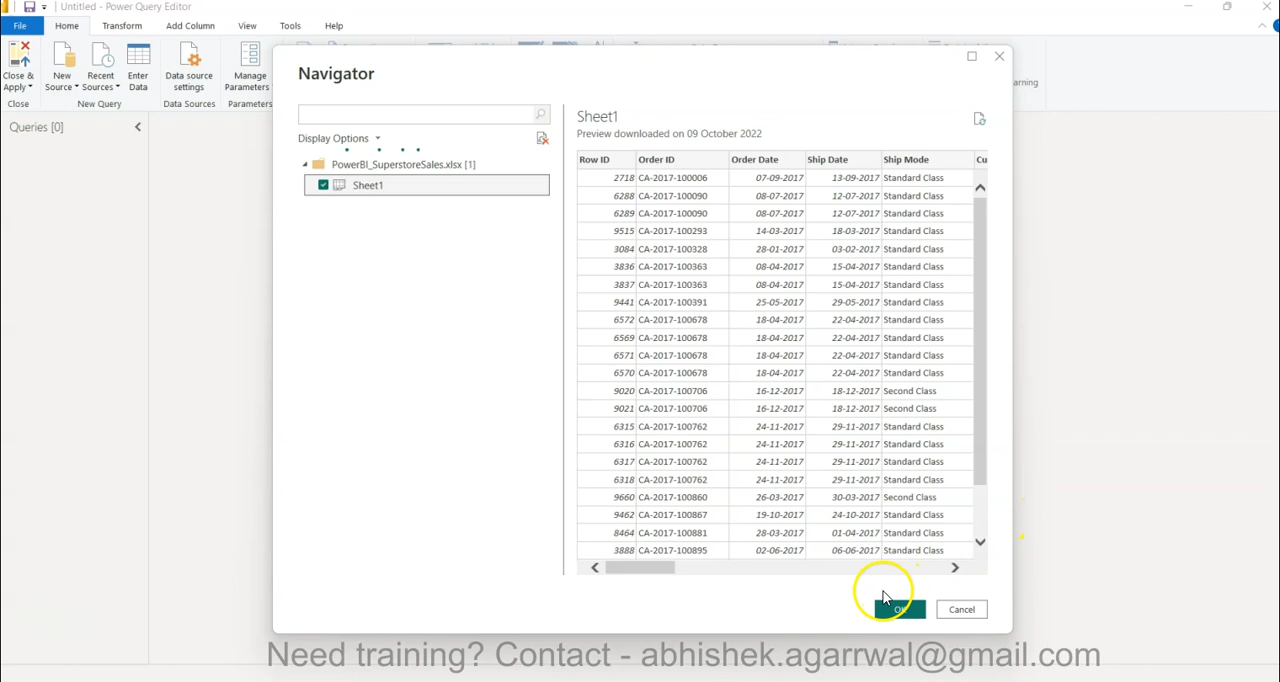 Untitled - Power Query Editor
File Home Transform Add Column View Tools Help
Close & Apply
New Source
Recent Sources
Enter Data
Data source settings
Manage Parameters
Close New Query Data Sources Parameters
Queries [0]
Navigator
Display Options
PowerBI_SuperstoreSales.xlsx [1]
Sheet1
Sheet1
Preview downloaded on 09 October 2022
Row ID Order ID Order Date Ship Date Ship Mode Cu
2718 CA-2017-100006 07-09-2017 13-09-2017 Standard Class
6288 CA-2017-100090 08-07-2017 12-07-2017 Standard Class
6289 CA-2017-100090 08-07-2017 12-07-2017 Standard Class
9515 CA-2017-100293 14-03-2017 18-03-2017 Standard Class
3084 CA-2017-100328 28-01-2017 03-02-2017 Standard Class
3836 CA-2017-100363 08-04-2017 15-04-2017 Standard Class
3837 CA-2017-100363 08-04-2017 15-04-2017 Standard Class
9441 CA-2017-100391 25-05-2017 29-05-2017 Standard Class
6572 CA-2017-100678 18-04-2017 22-04-2017 Standard Class
6569 CA-2017-100678 18-04-2017 22-04-2017 Standard Class
6571 CA-2017-100678 18-04-2017 22-04-2017 Standard Class
6570 CA-2017-100678 18-04-2017 22-04-2017 Standard Class
9020 CA-2017-100706 16-12-2017 18-12-2017 Second Class
9021 CA-2017-100706 16-12-2017 18-12-2017 Second Class
6315 CA-2017-100762 24-11-2017 29-11-2017 Standard Class
6316 CA-2017-100762 24-11-2017 29-11-2017 Standard Class
6317 CA-2017-100762 24-11-2017 29-11-2017 Standard Class
6318 CA-2017-100762 24-11-2017 29-11-2017 Standard Class
9660 CA-2017-100860 26-03-2017 30-03-2017 Second Class
9462 CA-2017-100867 19-10-2017 24-10-2017 Standard Class
8464 CA-2017-100881 28-03-2017 01-04-2017 Standard Class
3888 CA-2017-100895 02-06-2017 06-06-2017 Standard Class
OK Cancel
Need training? Contact - abhishek.agarrwal@gmail.com